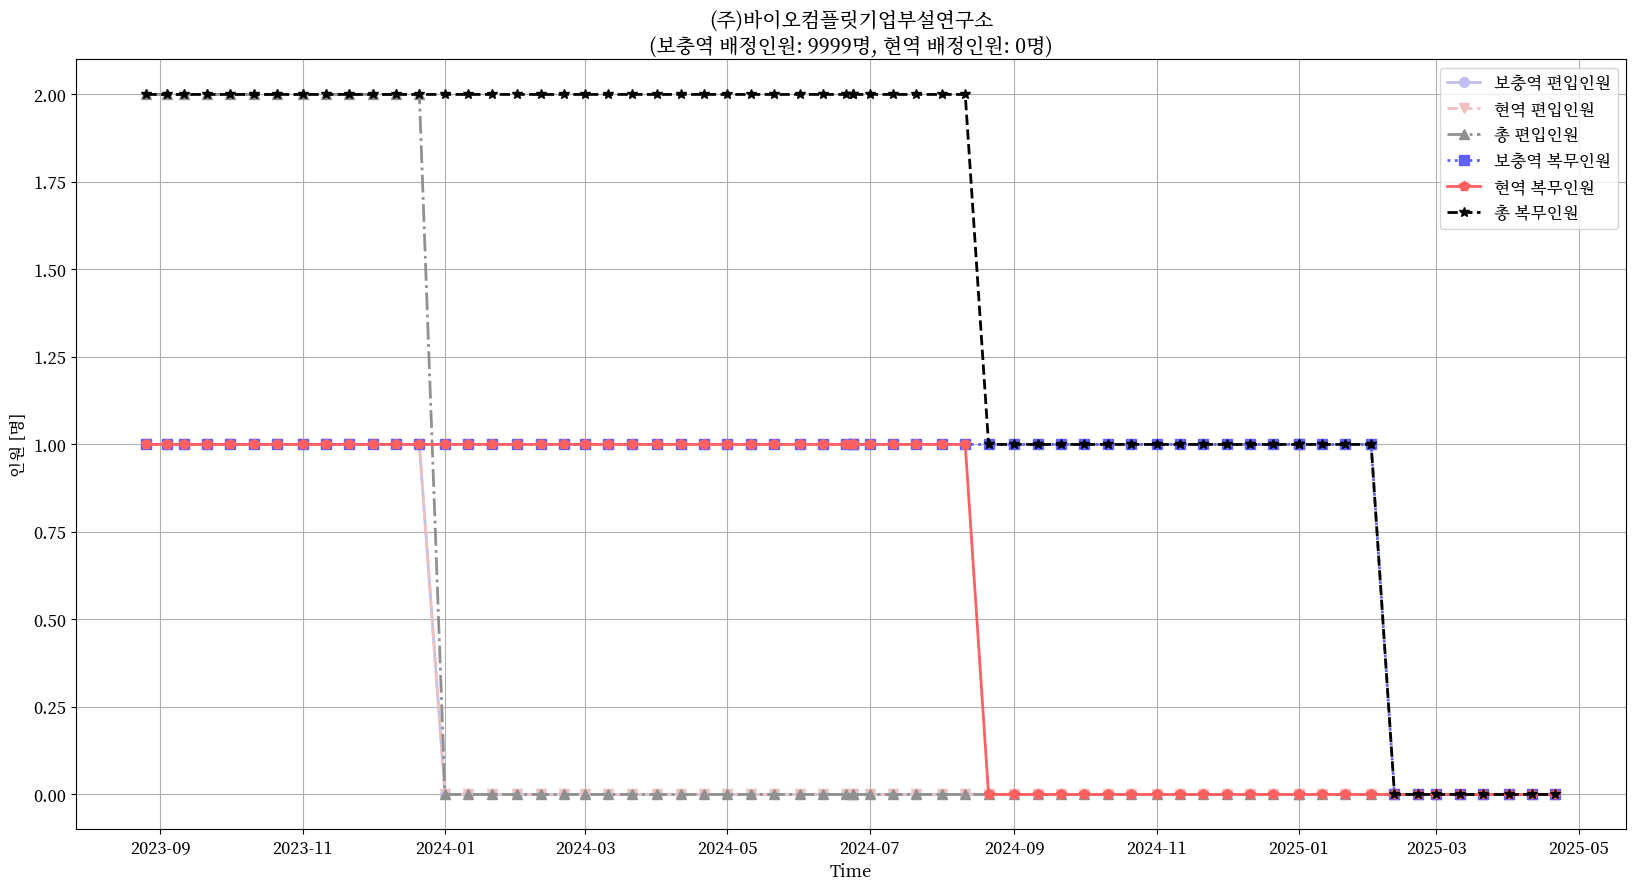 (주)바이오컴플릿기업부설연구소
(보충역 배정인원: 9999명, 현역 배정인원: 0명)
보충역 편입인원
현역 편입인원
총 편입인원
보충역 복무인원
현역 복무인원
총 복무인원
2.00
1.75
1.50
1.25
1.00
0.75
0.50
0.25
0.00
인원 [명]
2023-09 2023-11 2024-01 2024-03 2024-05 2024-07 2024-09 2024-11 2025-01 2025-03 2025-05
Time